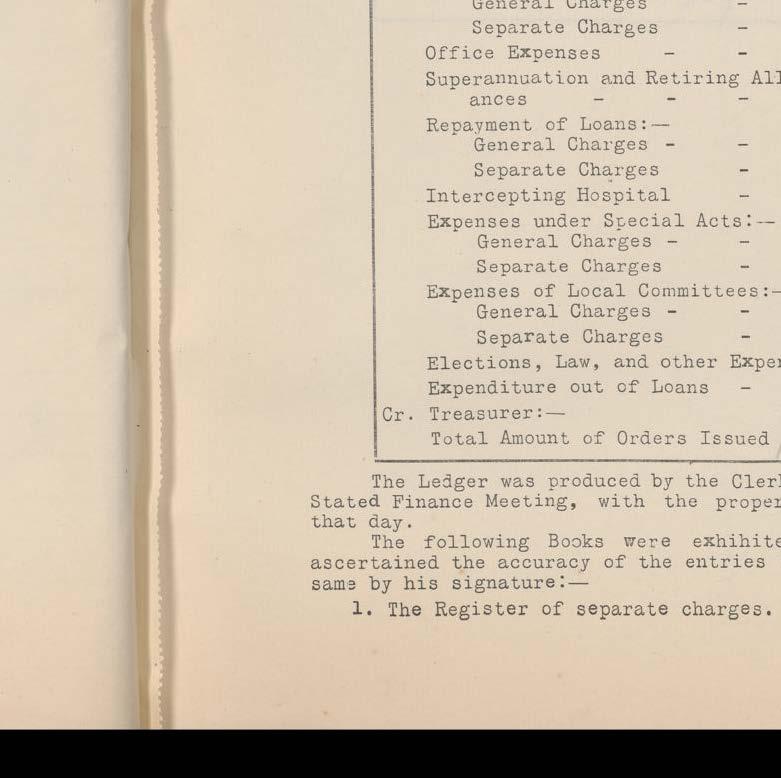 General Charges -
Separate Charges -
Office Expenses - -
Superannuation and Retiring All
ances - - -
Repayment of Loans:—
General Charges - -
Separate Charges -
Intercepting Hospital -
Expenses under Special Acts:—
General Charges - -
Separate Charges -
Expenses of Local Committees:-
General Charges - -
Separate Charges -
Elections, Law, and other Expen
Expenditure out of Loans -
Cr. Treasurer:—
Total Amount of Orders Issued
The Ledger was produced by the Cler
Stated Finance Meeting, with the proper
that day.
The following Books were exhihite
ascertained the accuracy of the entries
same by his signature:—
1. The Register of separate charges.